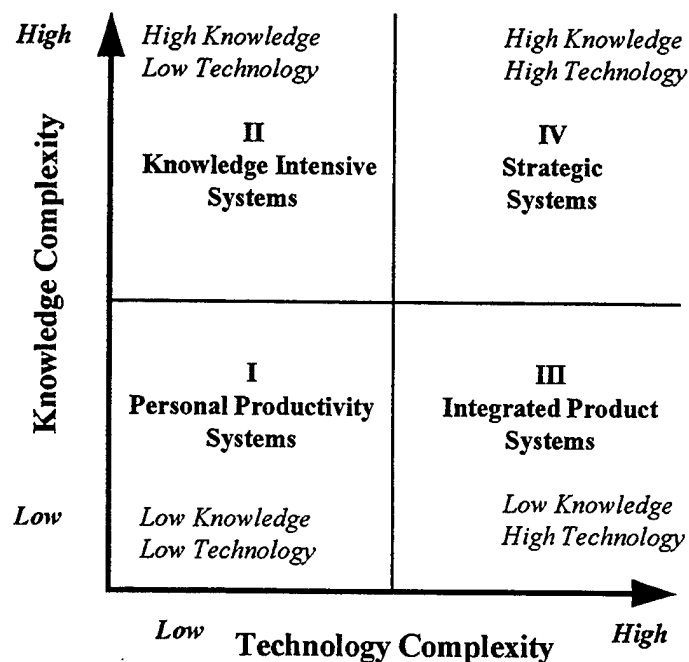 High
High Knowledge
Low Technology
High Knowledge
High Technology
II
Knowledge Intensive
Systems
IV
Strategic
Systems
Knowledge Complexity
I
Personal Productivity
Systems
III
Integrated Product
Systems
Low
Low Knowledge
Low Technology
Low Knowledge
High Technology
Low
Technology Complexity
High